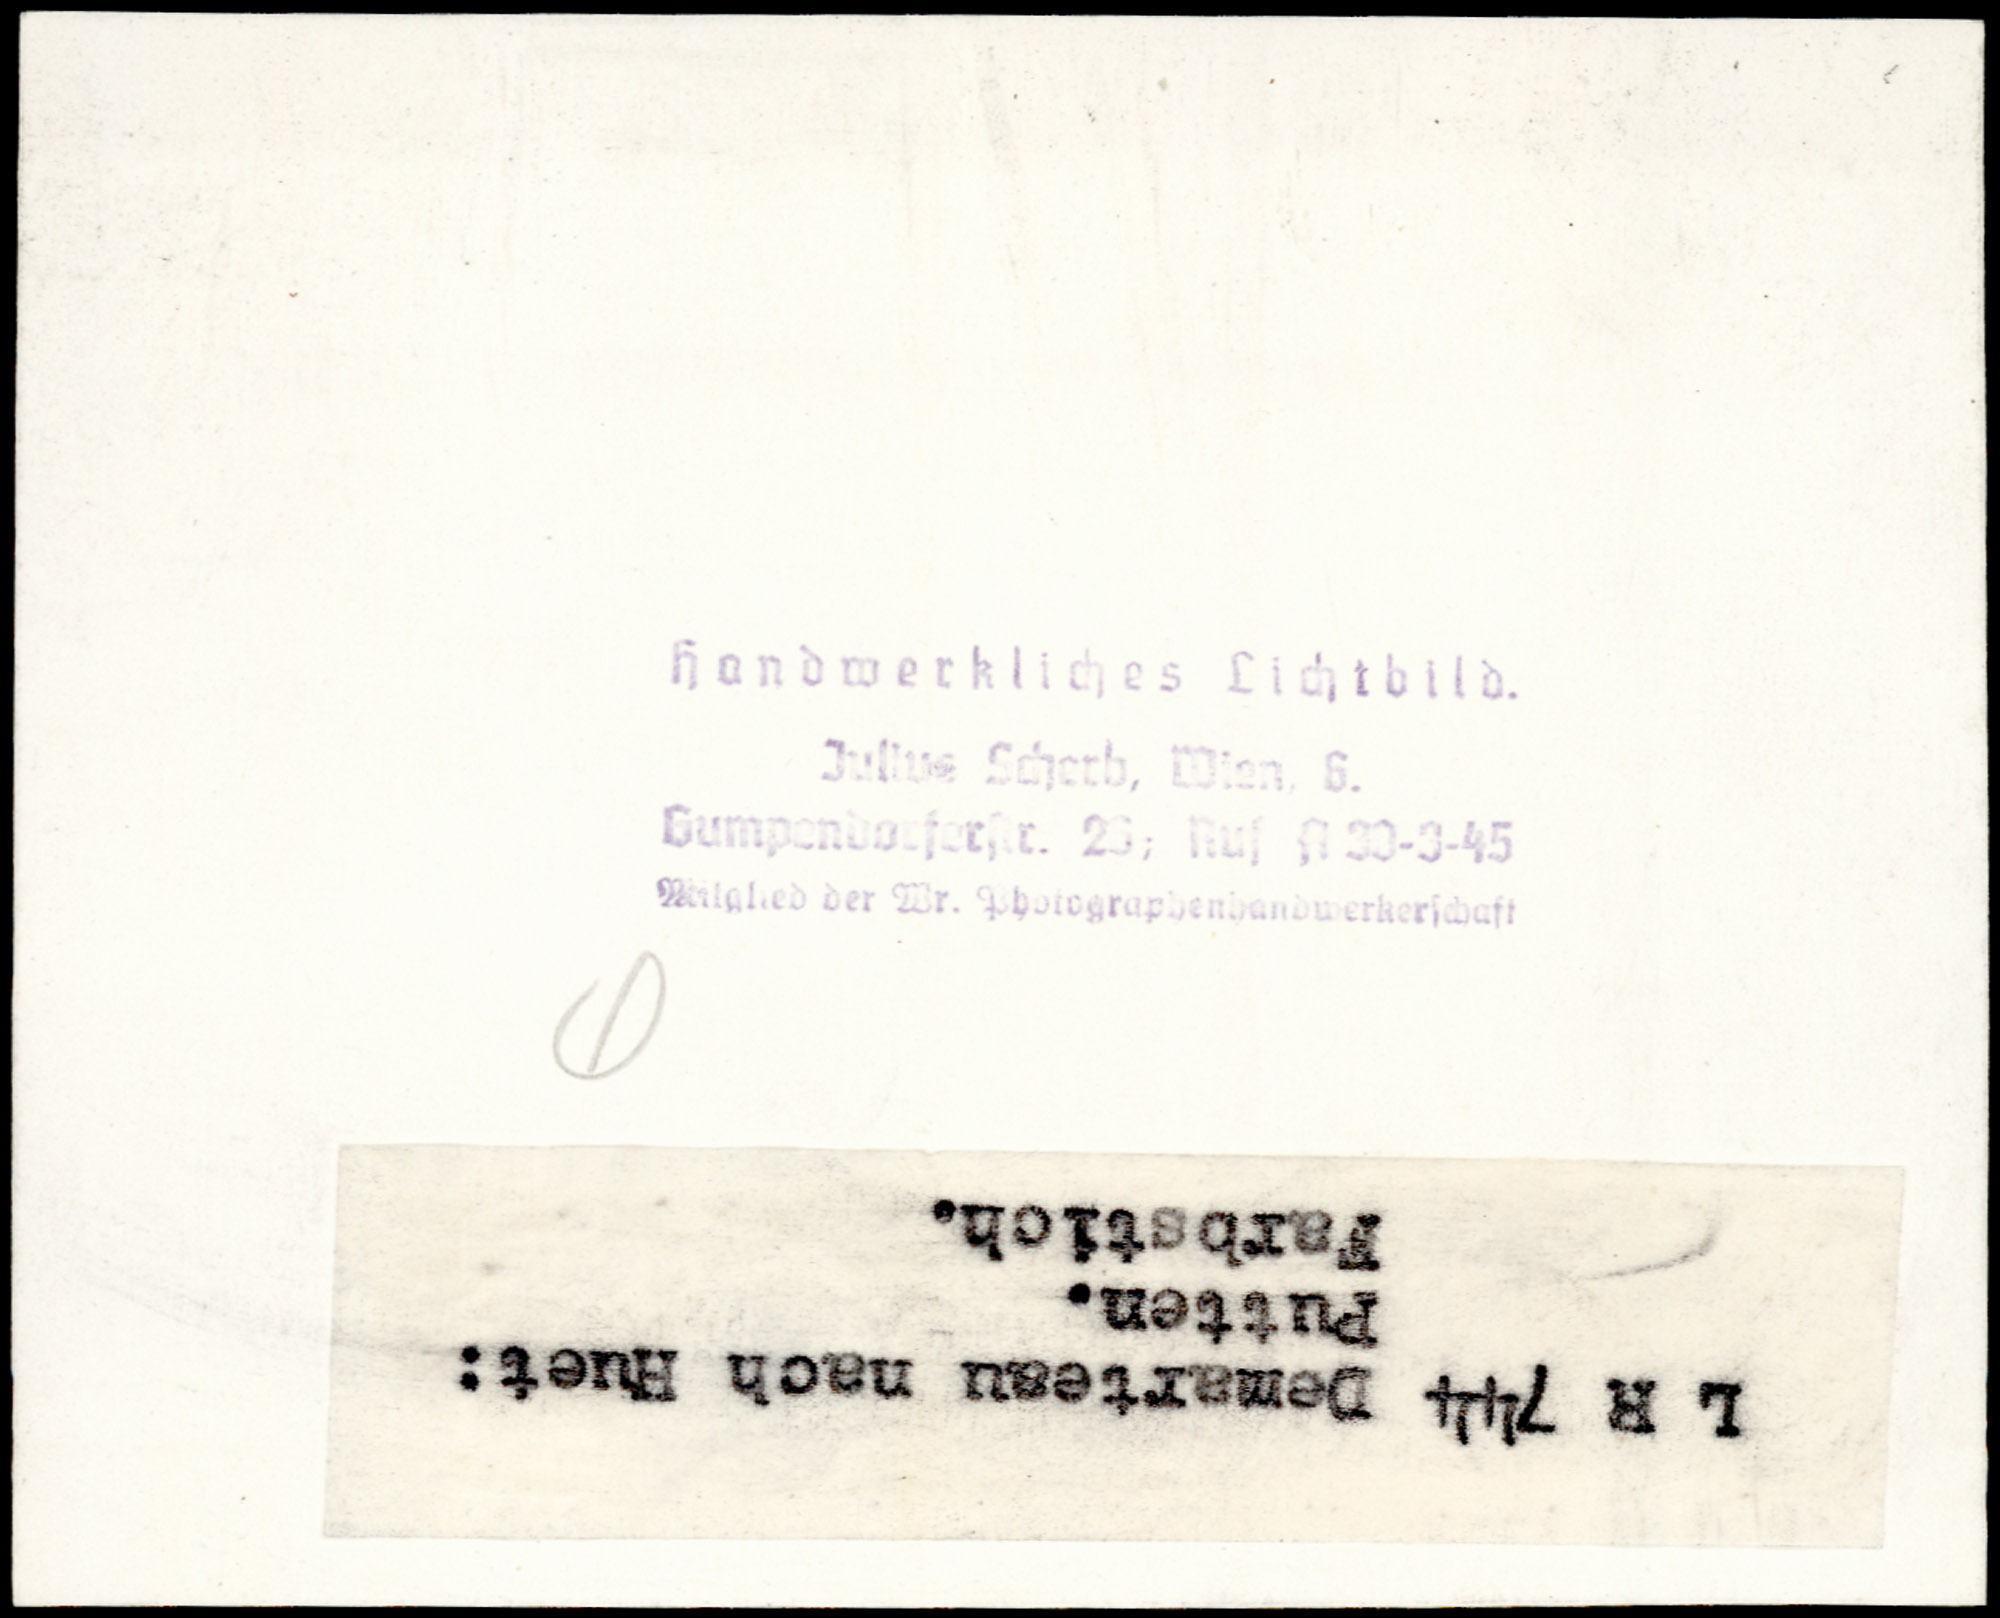 Handwerkliches Lichtbild.
Julius Scherb, Wien, 6.
Gumpendorferstr. 23; Ruf A 30-3-45
Mitglied der Wr. Photographenhandwerkerschaft
L R 744 Demarteau nach Huet:
Putten.
Farbstich.